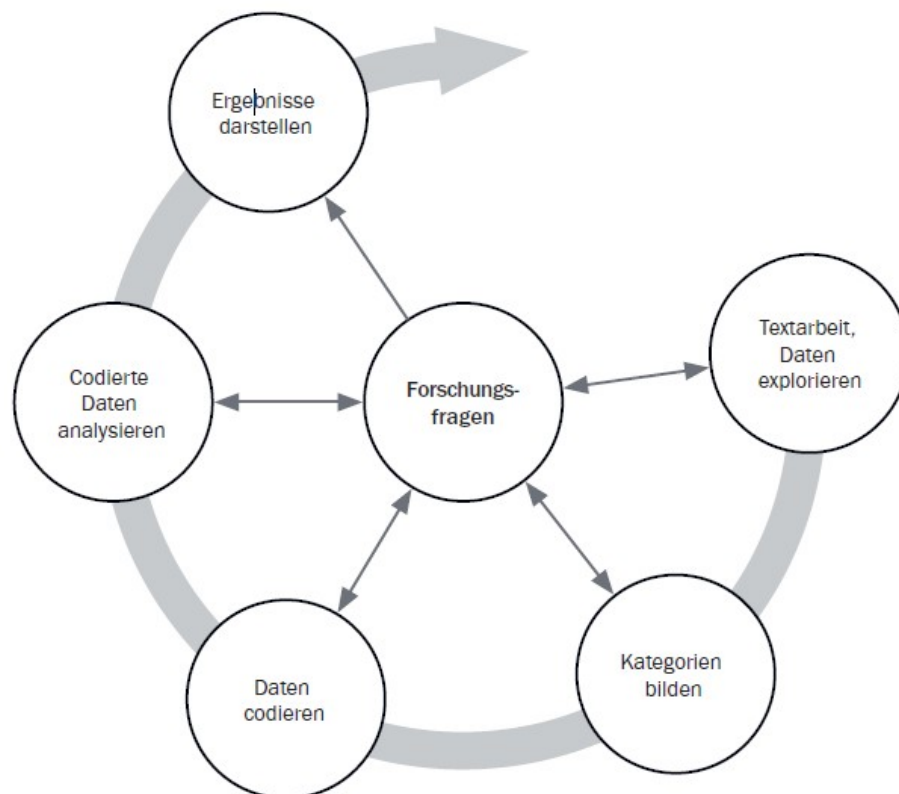 Ergebnisse
darstellen
Textarbeit,
Daten
explorieren
Codierte
Daten
analysieren
Forschungs-
fragen
Kategorien
bilden
Daten
codieren